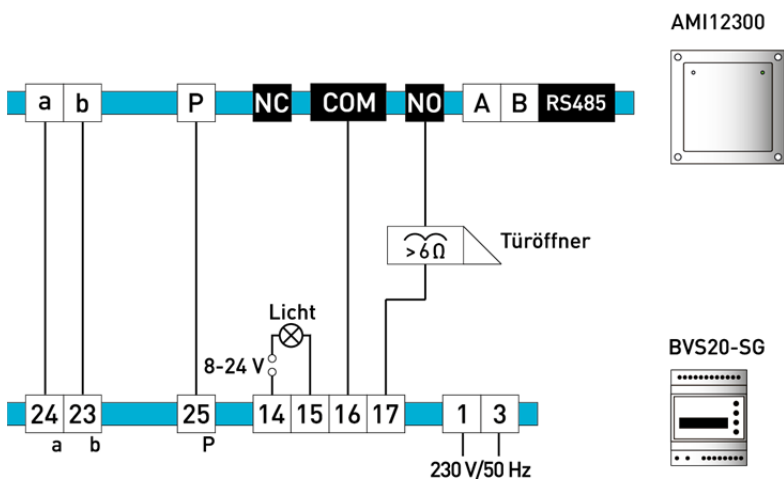 AMI12300
a b P NC COM NO A B RS485
>6Ω Türöffner
Licht
8-24 V
BVS20-SG
24 23 25 14 15 16 17 1 3
a b P
230 V/50 Hz